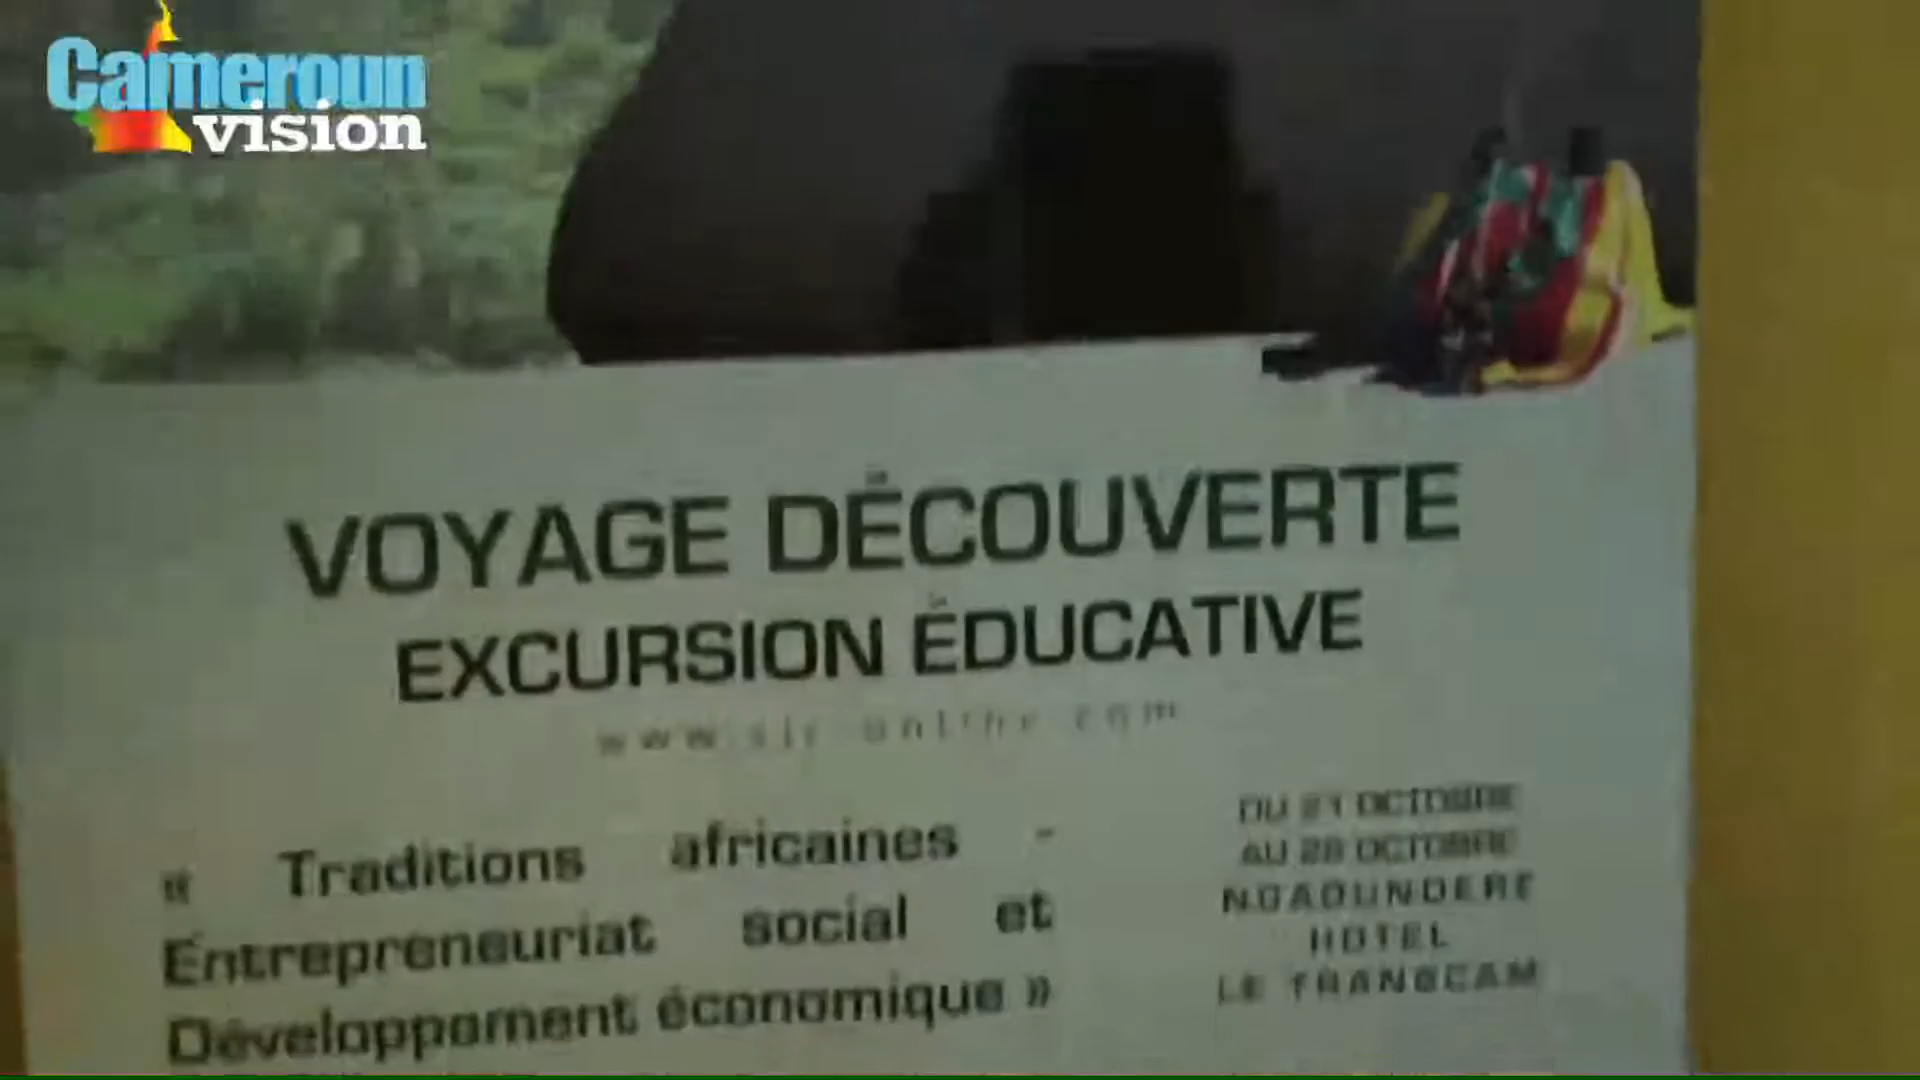 Cameroun
vision
VOYAGE DÉCOUVERTE
EXCURSION ÉDUCATIVE
« Traditions africaines -
Entrepreneuriat social et
Développement économique »
DU 21 OCTOBRE
AU 28 OCTOBRE
NGAOUNDERE
HOTEL
LE TRANSCAM